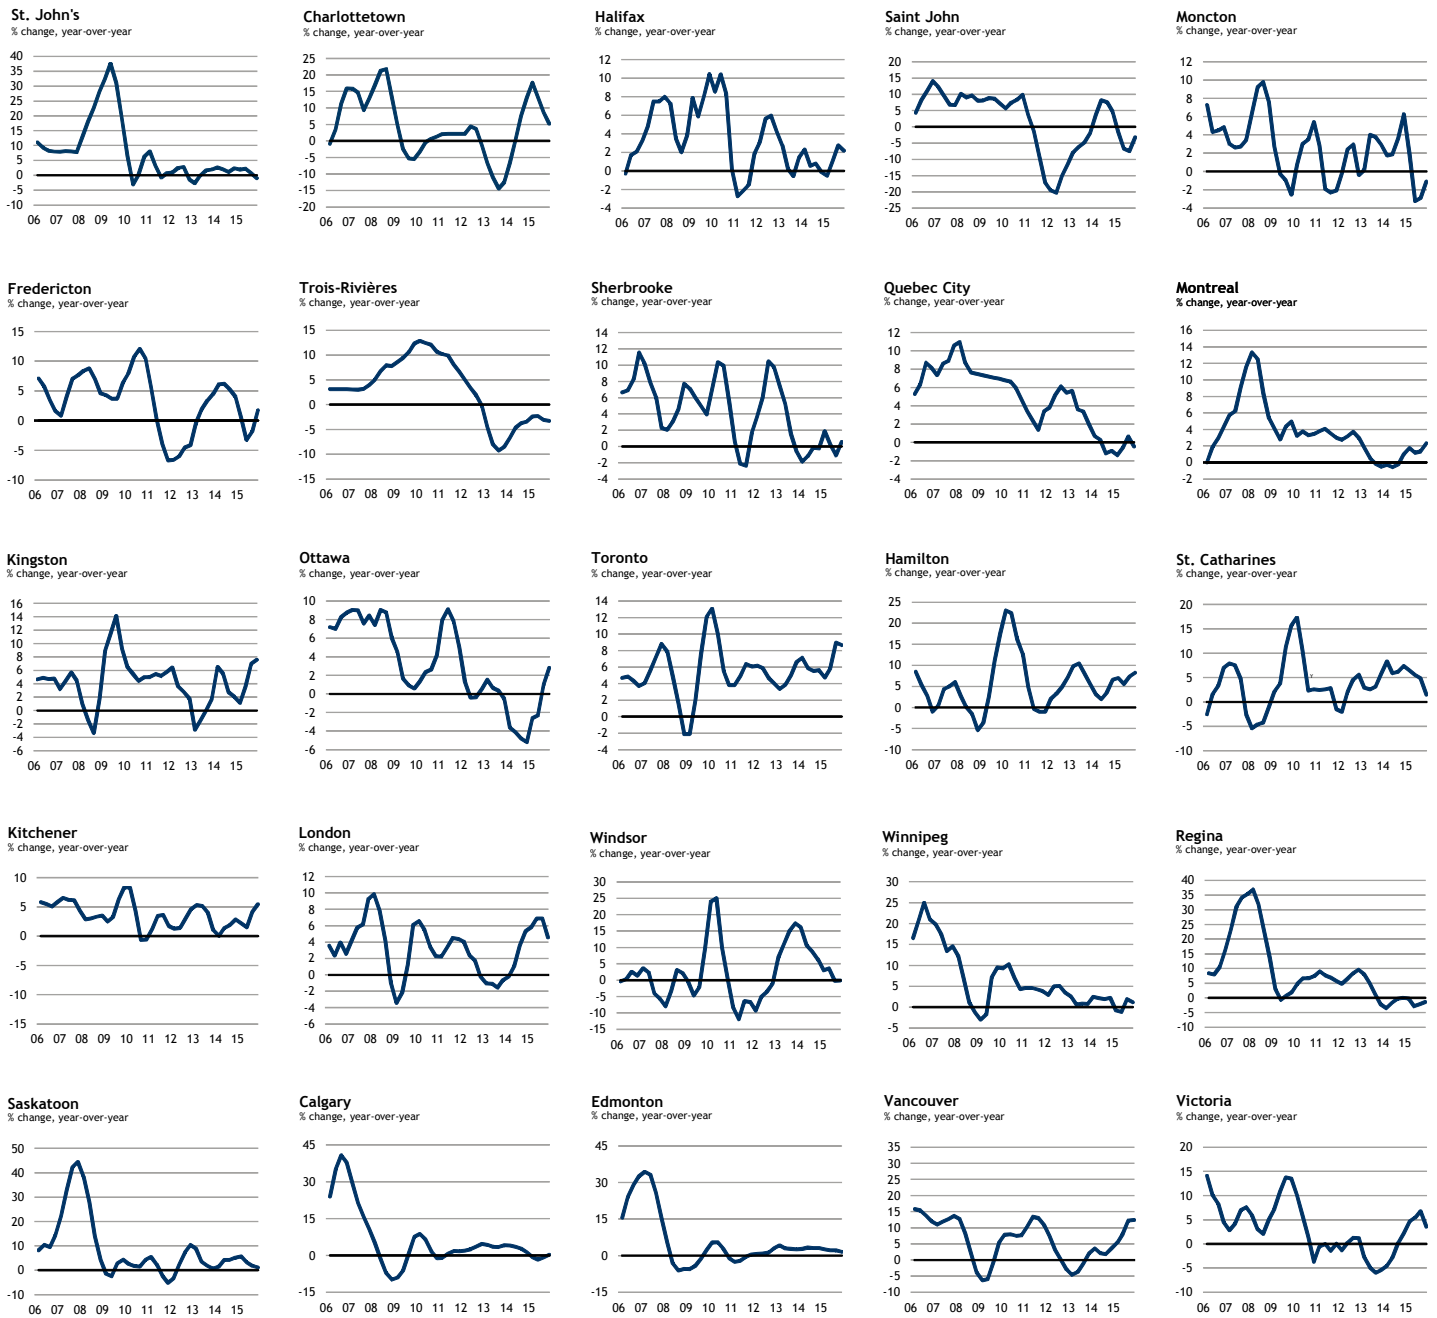 St. John's
% change, year-over-year
40
35
30
25
20
15
10
5
0
-5
-10
06 07 08 09 10 11 12 13 14 15
Charlottetown
% change, year-over-year
25
20
15
10
5
0
-5
-10
-15
-20
06 07 08 09 10 11 12 13 14 15
Halifax
% change, year-over-year
12
10
8
6
4
2
0
-2
-4
06 07 08 09 10 11 12 13 14 15
Saint John
% change, year-over-year
20
15
10
5
0
-5
-10
-15
-20
-25
06 07 08 09 10 11 12 13 14 15
Moncton
% change, year-over-year
12
10
8
6
4
2
0
-2
-4
06 07 08 09 10 11 12 13 14 15
Fredericton
% change, year-over-year
15
10
5
0
-5
-10
06 07 08 09 10 11 12 13 14 15
Trois-Rivières
% change, year-over-year
15
10
5
0
-5
-10
-15
06 07 08 09 10 11 12 13 14 15
Sherbrooke
% change, year-over-year
14
12
10
8
6
4
2
0
-2
-4
06 07 08 09 10 11 12 13 14 15
Quebec City
% change, year-over-year
12
10
8
6
4
2
0
-2
-4
06 07 08 09 10 11 12 13 14 15
Montreal
% change, year-over-year
16
14
12
10
8
6
4
2
0
-2
06 07 08 09 10 11 12 13 14 15
Kingston
% change, year-over-year
16
14
12
10
8
6
4
2
0
-2
-4
-6
06 07 08 09 10 11 12 13 14 15
Ottawa
% change, year-over-year
10
8
6
4
2
0
-2
-4
-6
06 07 08 09 10 11 12 13 14 15
Toronto
% change, year-over-year
14
12
10
8
6
4
2
0
-2
-4
06 07 08 09 10 11 12 13 14 15
Hamilton
% change, year-over-year
25
20
15
10
5
0
-5
-10
06 07 08 09 10 11 12 13 14 15
St. Catharines
% change, year-over-year
20
15
10
5
0
-5
-10
06 07 08 09 10 11 12 13 14 15
Kitchener
% change, year-over-year
10
5
0
-5
-10
-15
06 07 08 09 10 11 12 13 14 15
London
% change, year-over-year
12
10
8
6
4
2
0
-2
-4
-6
06 07 08 09 10 11 12 13 14 15
Windsor
% change, year-over-year
30
25
20
15
10
5
0
-5
-10
-15
06 07 08 09 10 11 12 13 14 15
Winnipeg
% change, year-over-year
30
25
20
15
10
5
0
-5
06 07 08 09 10 11 12 13 14 15
Regina
% change, year-over-year
40
35
30
25
20
15
10
5
0
-5
-10
06 07 08 09 10 11 12 13 14 15
Saskatoon
% change, year-over-year
50
40
30
20
10
0
-10
06 07 08 09 10 11 12 13 14 15
Calgary
% change, year-over-year
45
30
15
0
-15
06 07 08 09 10 11 12 13 14 15
Edmonton
% change, year-over-year
45
30
15
0
-15
06 07 08 09 10 11 12 13 14 15
Vancouver
% change, year-over-year
35
30
25
20
15
10
5
0
-5
-10
06 07 08 09 10 11 12 13 14 15
Victoria
% change, year-over-year
20
15
10
5
0
-5
-10
06 07 08 09 10 11 12 13 14 15